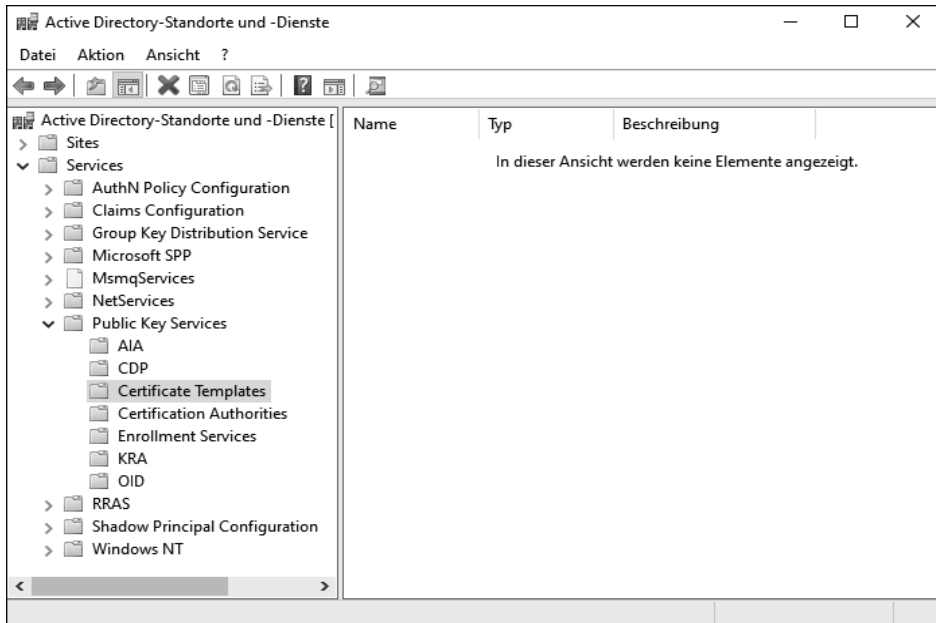 Active Directory-Standorte und -Dienste
Datei Aktion Ansicht ?
Active Directory-Standorte und -Dienste [
Sites
Services
AuthN Policy Configuration
Claims Configuration
Group Key Distribution Service
Microsoft SPP
MsmqServices
NetServices
Public Key Services
AIA
CDP
Certificate Templates
Certification Authorities
Enrollment Services
KRA
OID
RRAS
Shadow Principal Configuration
Windows NT
Name Typ Beschreibung
In dieser Ansicht werden keine Elemente angezeigt.